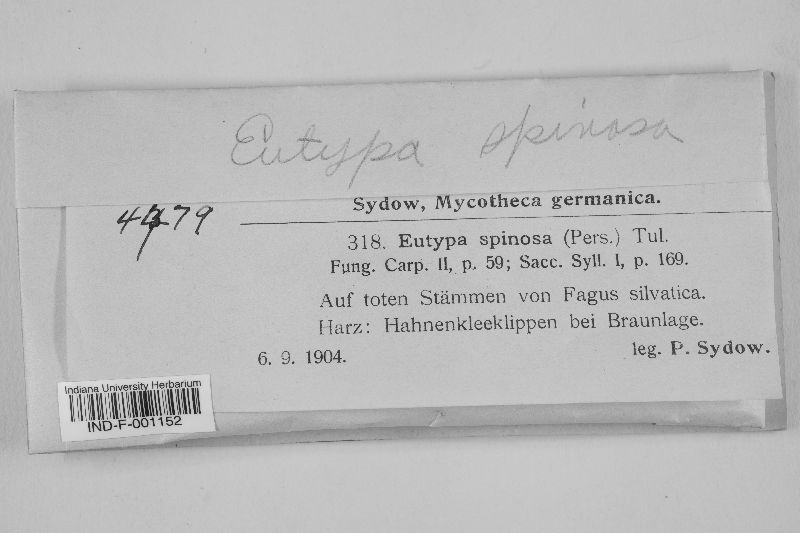 Eutypa spinosa
Sydow, Mycotheca germanica.
318. Eutypa spinosa (Pers.) Tul.
Fung. Carp. II, p. 59; Sacc. Syll. I, p. 169.
Auf toten Stämmen von Fagus silvatica.
Harz: Hahnenkleeklippen bei Braunlage.
6. 9. 1904.
leg. P. Sydow.
Indiana University Herbarium
IND-F-001152